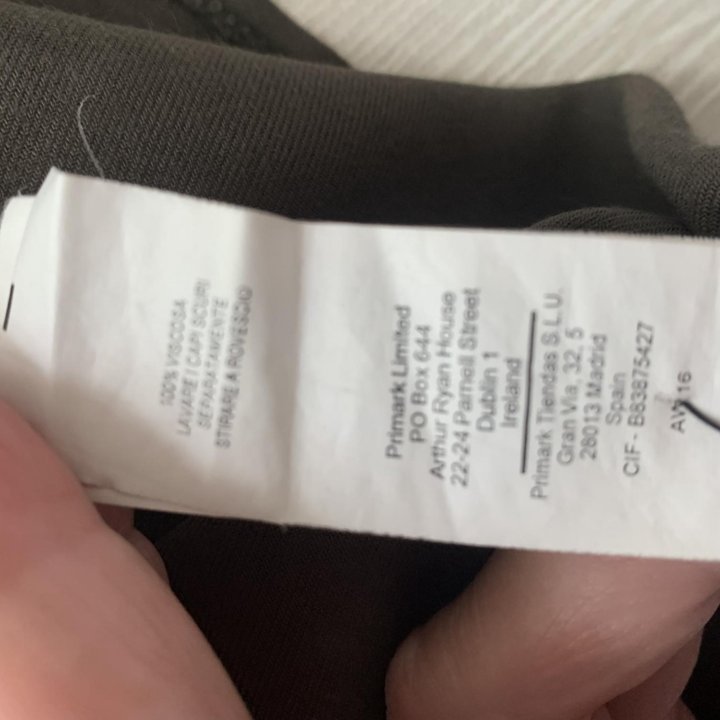 100% VISCOSA
LAVARE I CAPI SCURI
SEPARATAMENTE
STIRARE A ROVESCIO
Primark Limited
PO Box 644
Arthur Ryan House
22-24 Parnell Street
Dublin 1
Ireland
Primark Tiendas S.L.U.
Gran Vía, 32, 5
28013 Madrid
Spain
CIF- B83875427